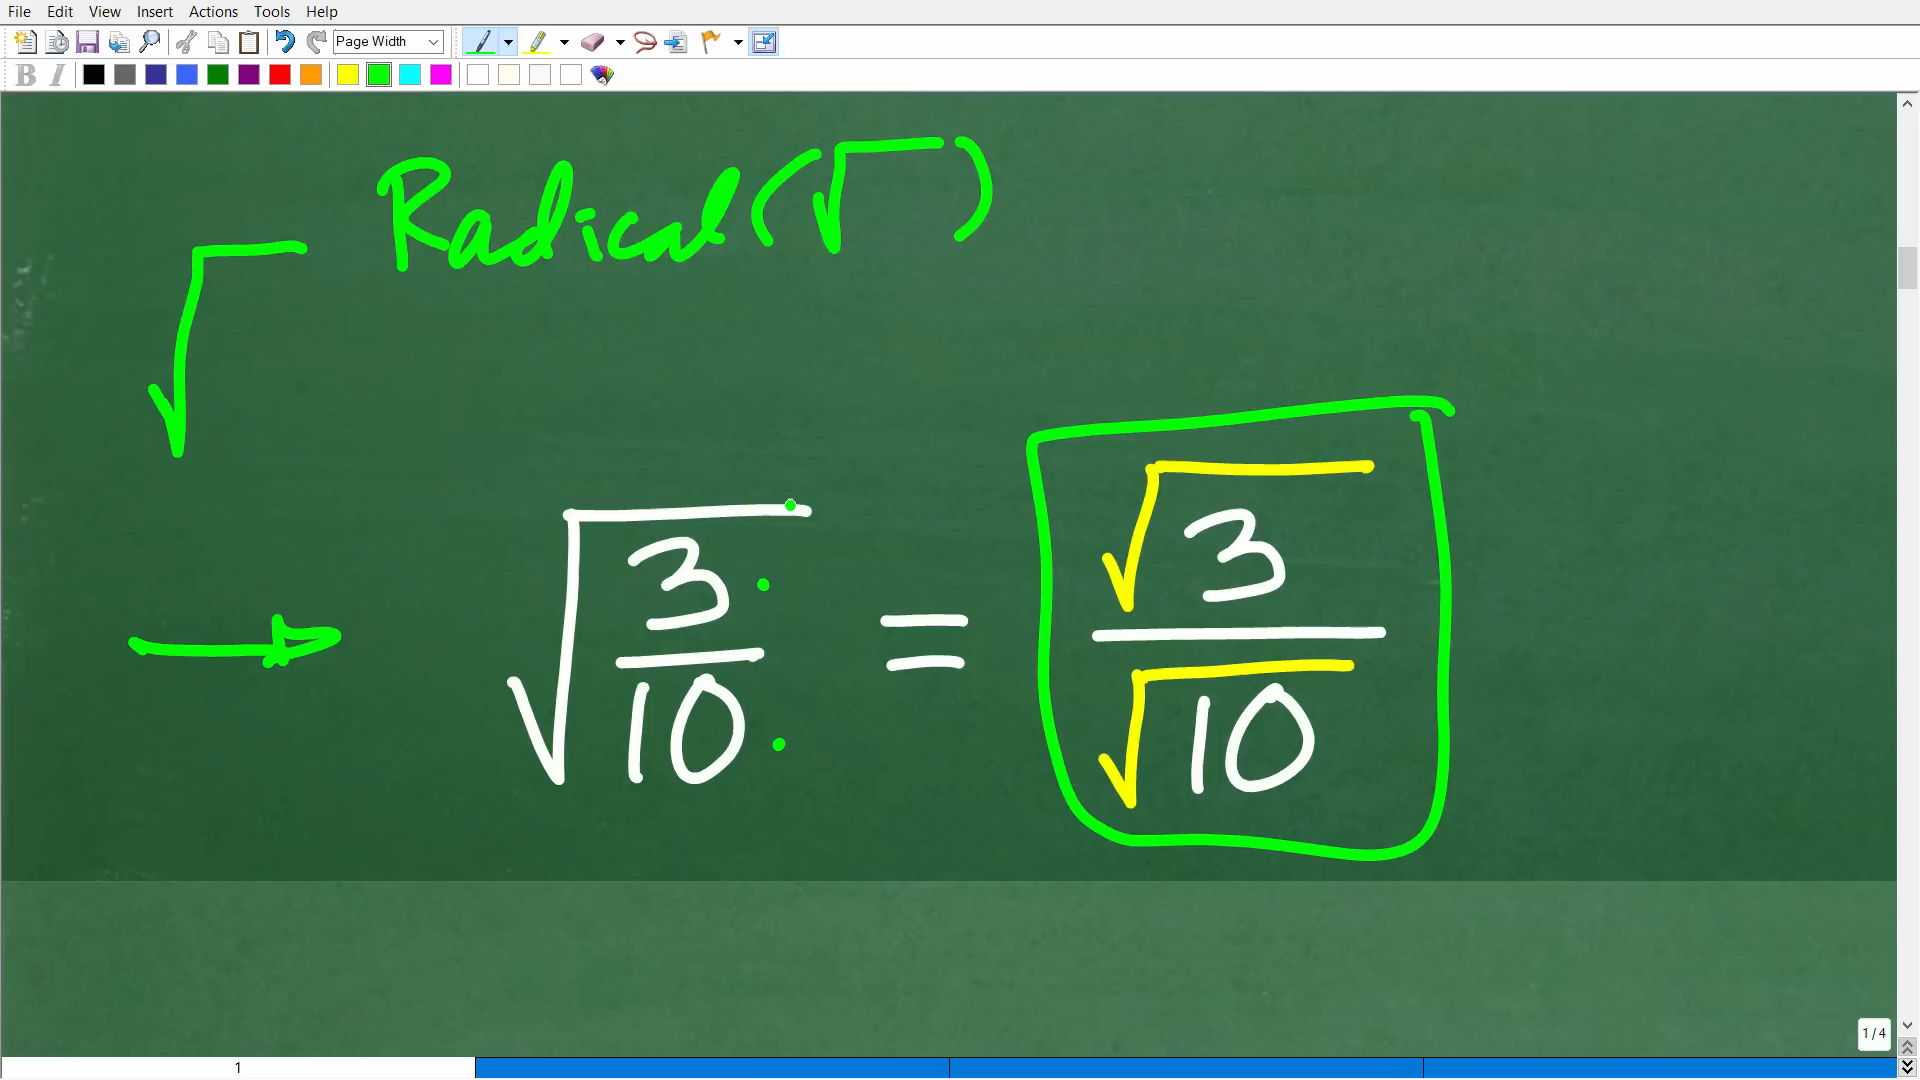 File Edit View Insert Actions Tools Help
Page Width
B I
Radical (√ )
√
√(3/10) = √3/√10
1 / 4
1